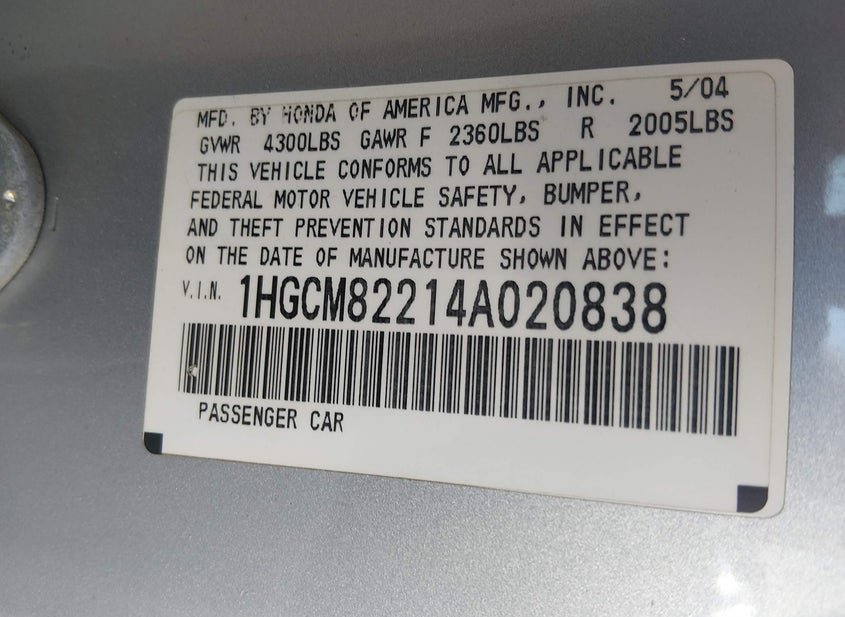 MFD. BY HONDA OF AMERICA MFG., INC. 5/04
GVWR 4300LBS GAWR F 2360LBS R 2005LBS
THIS VEHICLE CONFORMS TO ALL APPLICABLE
FEDERAL MOTOR VEHICLE SAFETY, BUMPER,
AND THEFT PREVENTION STANDARDS IN EFFECT
ON THE DATE OF MANUFACTURE SHOWN ABOVE:
V.I.N. 1HGCM82214A020838
PASSENGER CAR